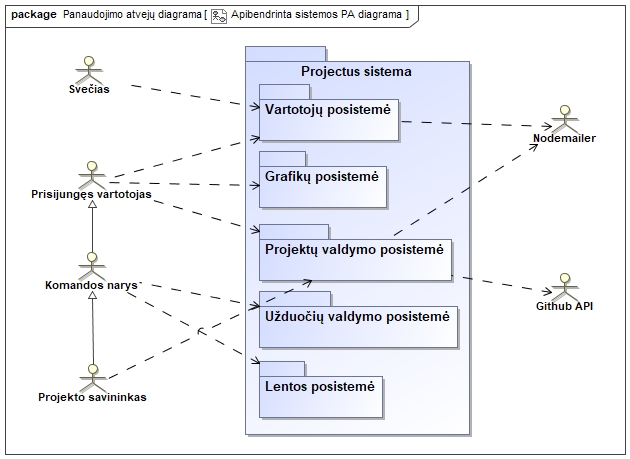 package Panaudojimo atvejų diagrama [ Apibendrinta sistemos PA diagrama ]
Svečias
Projectus sistema
Vartotojų posistemė
Nodemailer
Prisijungęs vartotojas
Grafikų posistemė
Projektų valdymo posistemė
Komandos narys
Github API
Užduočių valdymo posistemė
Projekto savininkas
Lentos posistemė